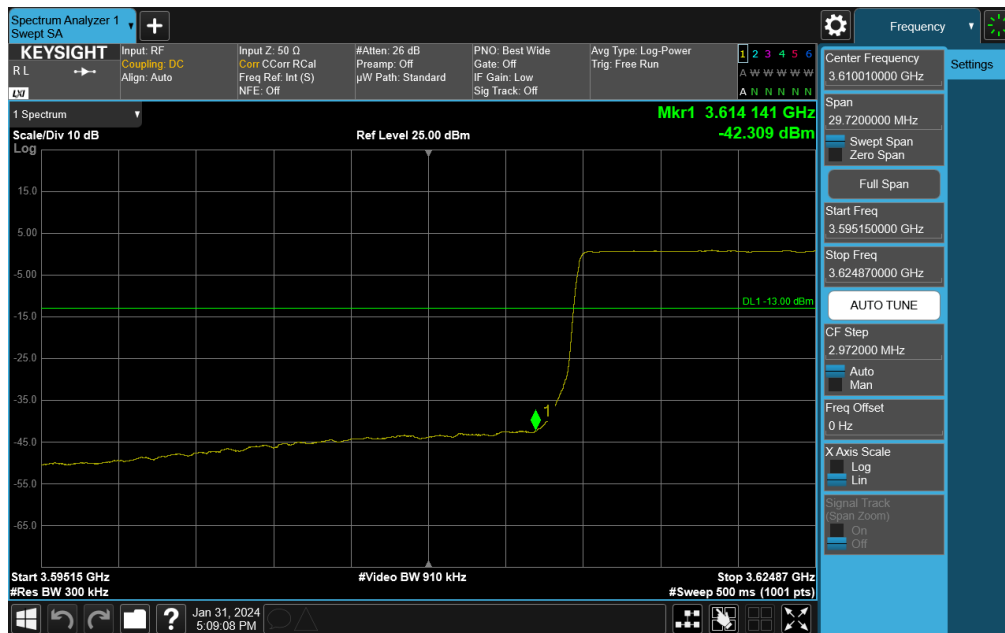 Spectrum Analyzer 1
Swept SA
+
Frequency
KEYSIGHT
R L
LXI
Input: RF
Coupling: DC
Align: Auto
Input Z: 50 Ω
Corr CCorr RCal
Freq Ref: Int (S)
NFE: Off
#Atten: 26 dB
Preamp: Off
µW Path: Standard
PNO: Best Wide
Gate: Off
IF Gain: Low
Sig Track: Off
Avg Type: Log-Power
Trig: Free Run
1 2 3 4 5 6
A W W W W W
A N N N N N
1 Spectrum
Scale/Div 10 dB
Log
Ref Level 25.00 dBm
Mkr1 3.614 141 GHz
-42.309 dBm
15.0
5.00
-5.00
-15.0
-25.0
-35.0
-45.0
-55.0
-65.0
DL1 -13.00 dBm
1
Start 3.59515 GHz
#Res BW 300 kHz
#Video BW 910 kHz
Stop 3.62487 GHz
#Sweep 500 ms (1001 pts)
?
Jan 31, 2024
5:09:08 PM
Center Frequency
3.610010000 GHz
Settings
Span
29.7200000 MHz
Swept Span
Zero Span
Full Span
Start Freq
3.595150000 GHz
Stop Freq
3.624870000 GHz
AUTO TUNE
CF Step
2.972000 MHz
Auto
Man
Freq Offset
0 Hz
X Axis Scale
Log
Lin
Signal Track
(Span Zoom)
On
Off